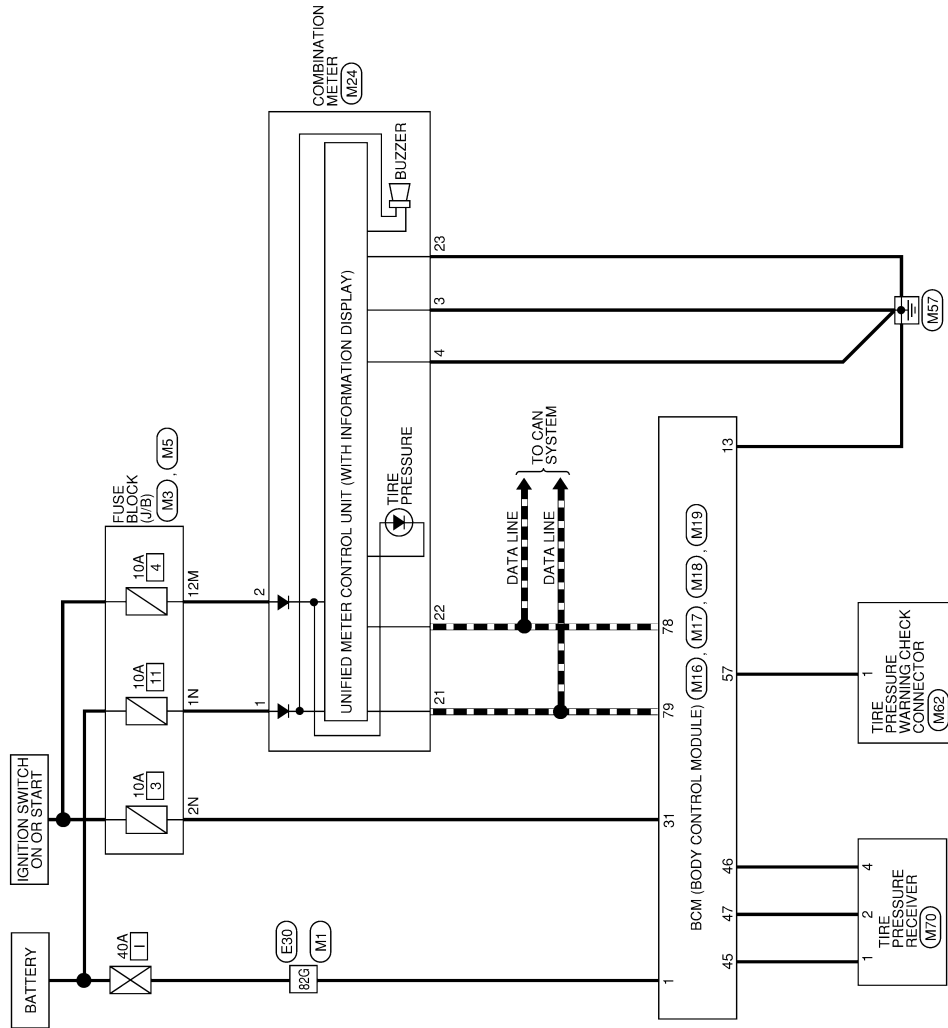 BATTERY
IGNITION SWITCH
ON OR START
40A
I
10A
3
10A
11
10A
4
FUSE
BLOCK
(J/B)
M3 , M5
2N
1N
12M
E30
82G
M1
1
2
COMBINATION
METER
M24
UNIFIED METER CONTROL UNIT (WITH INFORMATION DISPLAY)
TIRE
PRESSURE
BUZZER
21
22
4
3
23
DATA LINE
DATA LINE
TO CAN
SYSTEM
M57
1
31
79
78
BCM (BODY CONTROL MODULE) M16 , M17 , M18 , M19
45
47
46
57
13
1
2
4
TIRE
PRESSURE
RECEIVER
M70
1
TIRE
PRESSURE
WARNING CHECK
CONNECTOR
M62